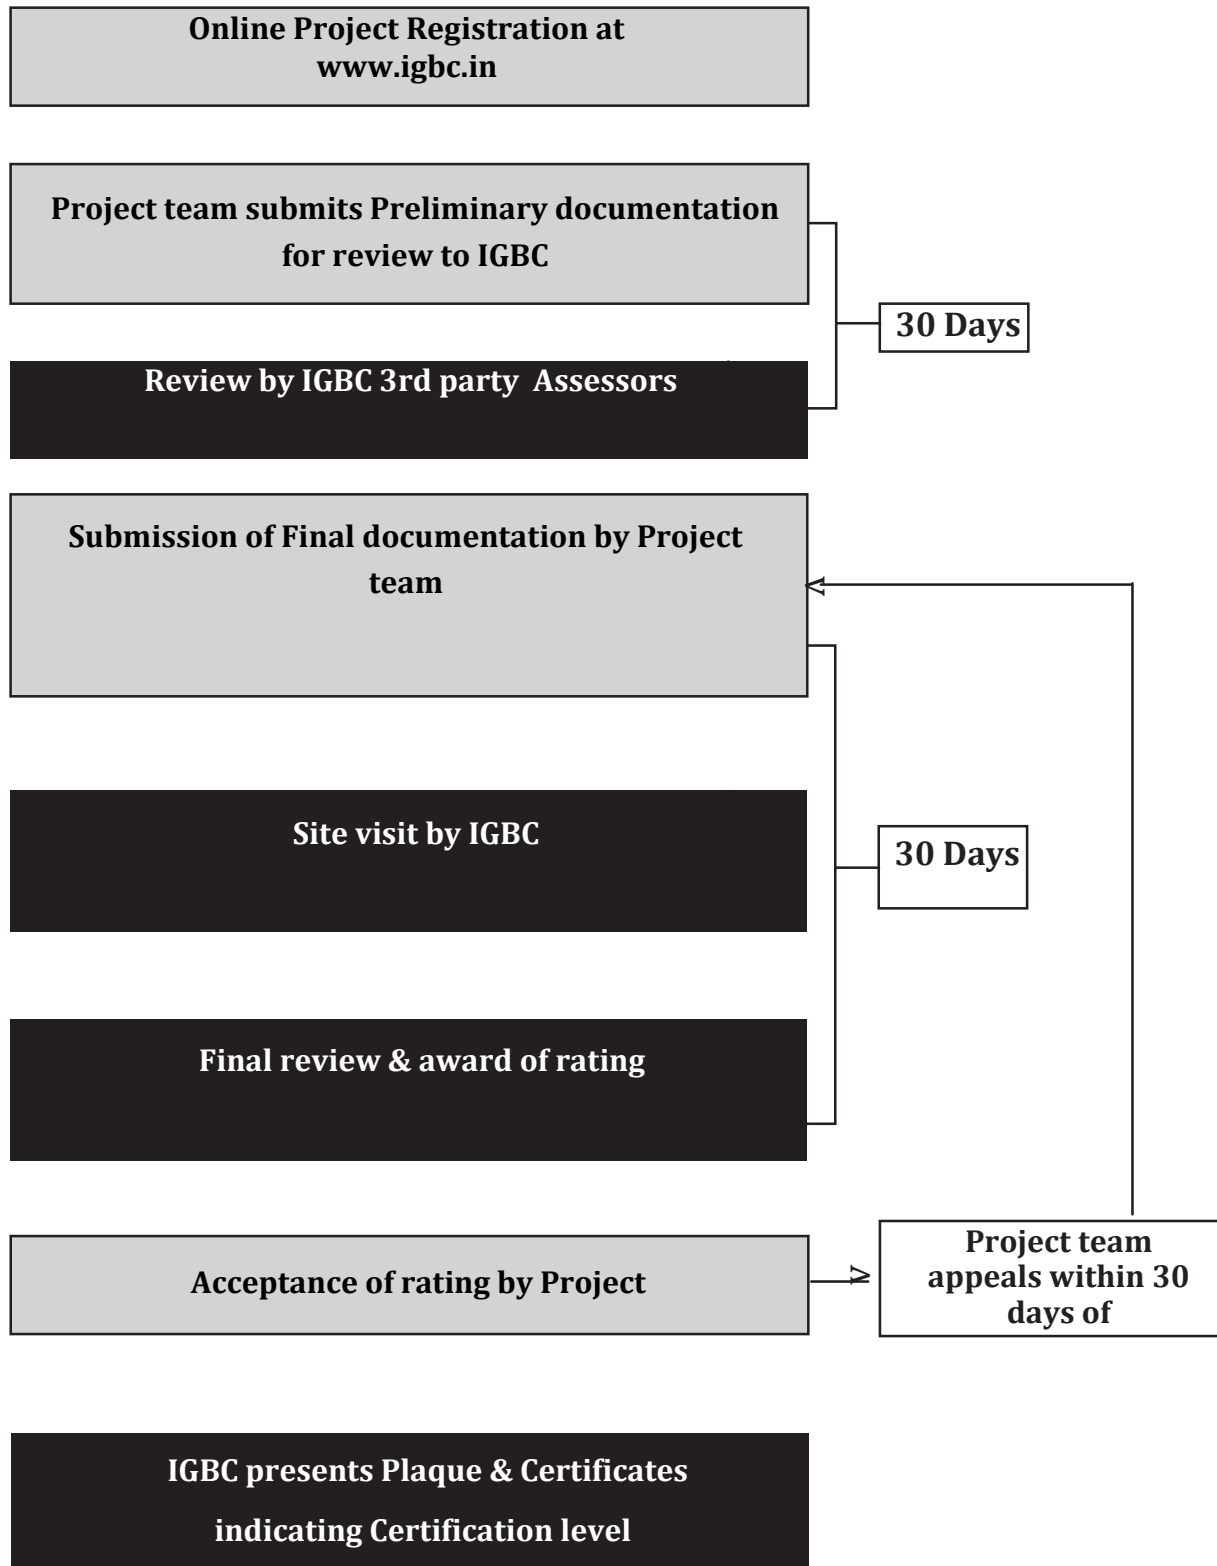 Online Project Registration at
www.igbc.in
Project team submits Preliminary documentation
for review to IGBC
30 Days
Review by IGBC 3rd party Assessors
Submission of Final documentation by Project
team
Site visit by IGBC
30 Days
Final review & award of rating
Acceptance of rating by Project
Project team
appeals within 30
days of
IGBC presents Plaque & Certificates
indicating Certification level